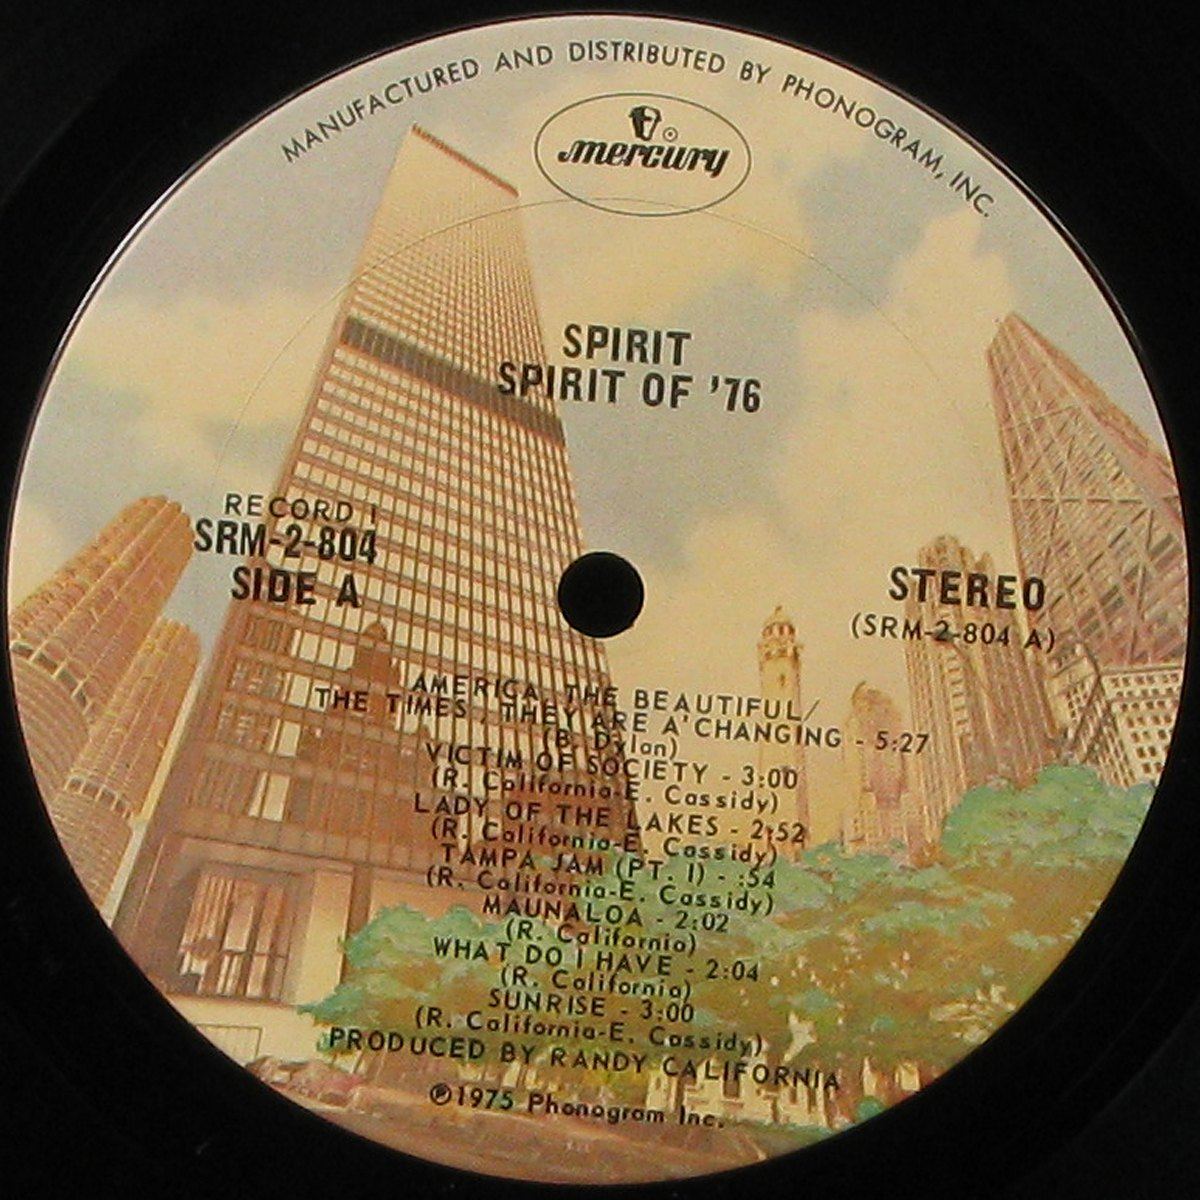 MANUFACTURED AND DISTRIBUTED BY PHONOGRAM, INC.
mercury
SPIRIT
SPIRIT OF '76
RECORD 1
SRM-2-804
SIDE A
STEREO
(SRM-2-804 A)
AMERICA THE BEAUTIFUL/
THE TIMES, THEY ARE A'CHANGING - 5:27
(B. Dylan)
VICTIM OF SOCIETY - 3:00
(R. California-E. Cassidy)
LADY OF THE LAKES - 2:52
(R. California-E. Cassidy)
TAMPA JAM (PT. 1) - :54
(R. California-E. Cassidy)
MAUNALOA - 2:02
(R. California)
WHAT DO I HAVE - 2:04
(R. California)
SUNRISE - 3:00
(R. California-E. Cassidy)
PRODUCED BY RANDY CALIFORNIA
℗1975 Phonogram Inc.